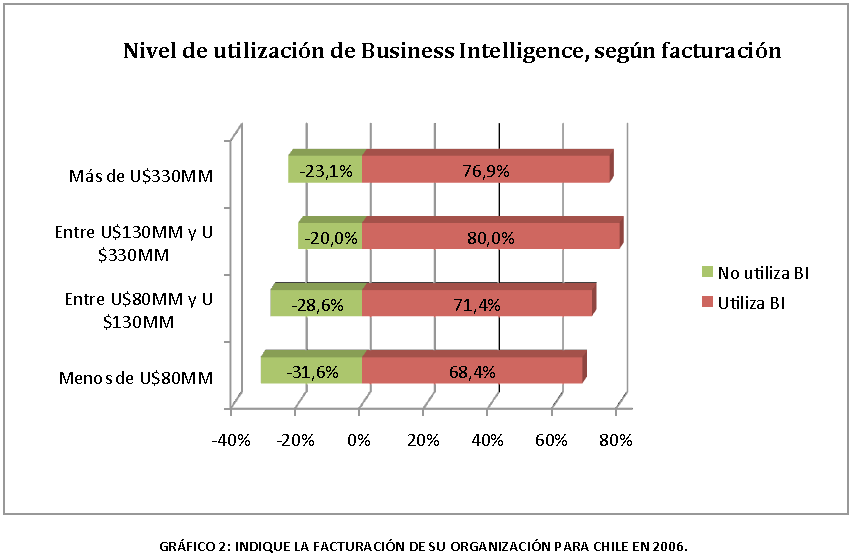 Nivel de utilización de Business Intelligence, según facturación
Más de U$330MM
-23,1%
76,9%
Entre U$130MM y U
$330MM
-20,0%
80,0%
Entre U$80MM y U
$130MM
-28,6%
71,4%
Menos de U$80MM
-31,6%
68,4%
No utiliza BI
Utiliza BI
-40% -20% 0% 20% 40% 60% 80%
GRÁFICO 2: INDIQUE LA FACTURACIÓN DE SU ORGANIZACIÓN PARA CHILE EN 2006.